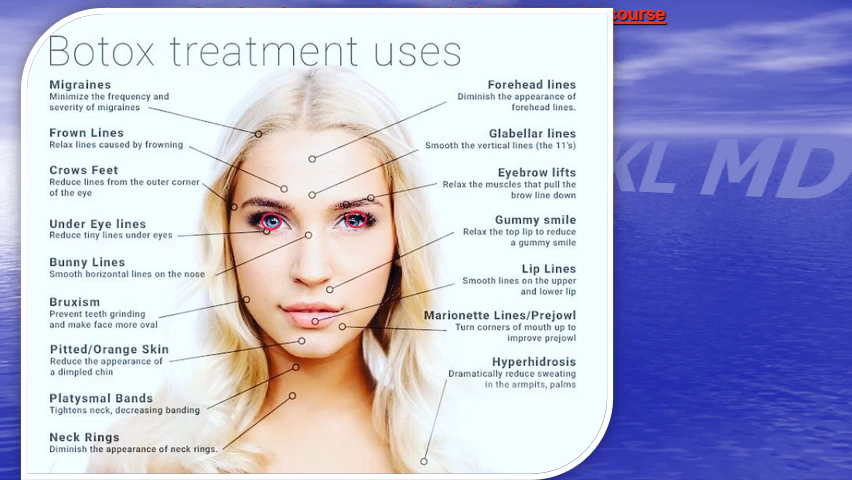 course
Botox treatment uses
Migraines
Minimize the frequency and
severity of migraines
Frown Lines
Relax lines caused by frowning
Crows Feet
Reduce lines from the outer corner
of the eye
Under Eye lines
Reduce tiny lines under eyes
Bunny Lines
Smooth horizontal lines on the nose
Bruxism
Prevent teeth grinding
and make face more oval
Pitted/Orange Skin
Reduce the appearance of
a dimpled chin
Platysmal Bands
Tightens neck, decreasing banding
Neck Rings
Diminish the appearance of neck rings.
Forehead lines
Diminish the appearance of
forehead lines.
Glabellar lines
Smooth the vertical lines (the 11's)
Eyebrow lifts
Relax the muscles that pull the
brow line down
Gummy smile
Relax the top lip to reduce
a gummy smile
Lip Lines
Smooth lines on the upper
and lower lip
Marionette Lines/Prejowl
Turn corners of mouth up to
improve prejowl
Hyperhidrosis
Dramatically reduce sweating
in the armpits, palms
KL MD